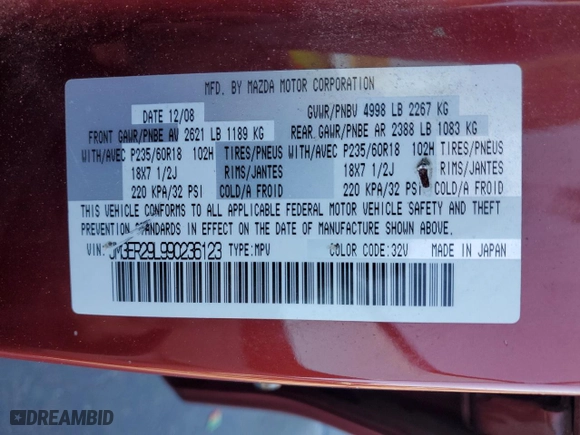 MFD. BY MAZDA MOTOR CORPORATION
DATE 12/08 GVWR/PNBV 4998 LB 2267 KG
FRONT GAWR/PNBE AV 2621 LB 1189 KG REAR GAWR/PNBE AR 2388 LB 1083 KG
WITH/AVEC P235/60R18 102H TIRES/PNEUS WITH/AVEC P235/60R18 102H TIRES/PNEUS
18X7 1/2J RIMS/JANTES 18X7 1/2J RIMS/JANTES
220 KPA/32 PSI COLD/A FROID 220 KPA/32 PSI COLD/A FROID
THIS VEHICLE CONFORMS TO ALL APPLICABLE FEDERAL MOTOR VEHICLE SAFETY AND THEFT
PREVENTION STANDARDS IN EFFECT ON THE DATE OF MANUFACTURE SHOWN ABOVE.
VIN: JM3ER29L990236123 TYPE:MPV COLOR CODE:32V MADE IN JAPAN
DREAMBID